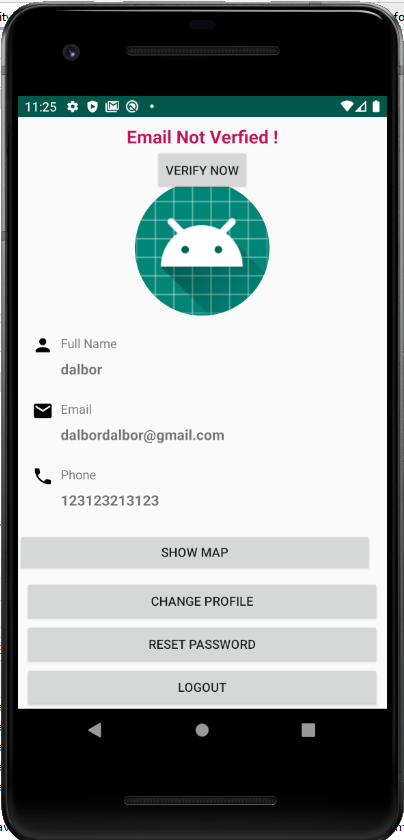 11:25
Email Not Verfied !
VERIFY NOW
Full Name
dalbor
Email
dalbordalbor@gmail.com
Phone
123123213123
SHOW MAP
CHANGE PROFILE
RESET PASSWORD
LOGOUT